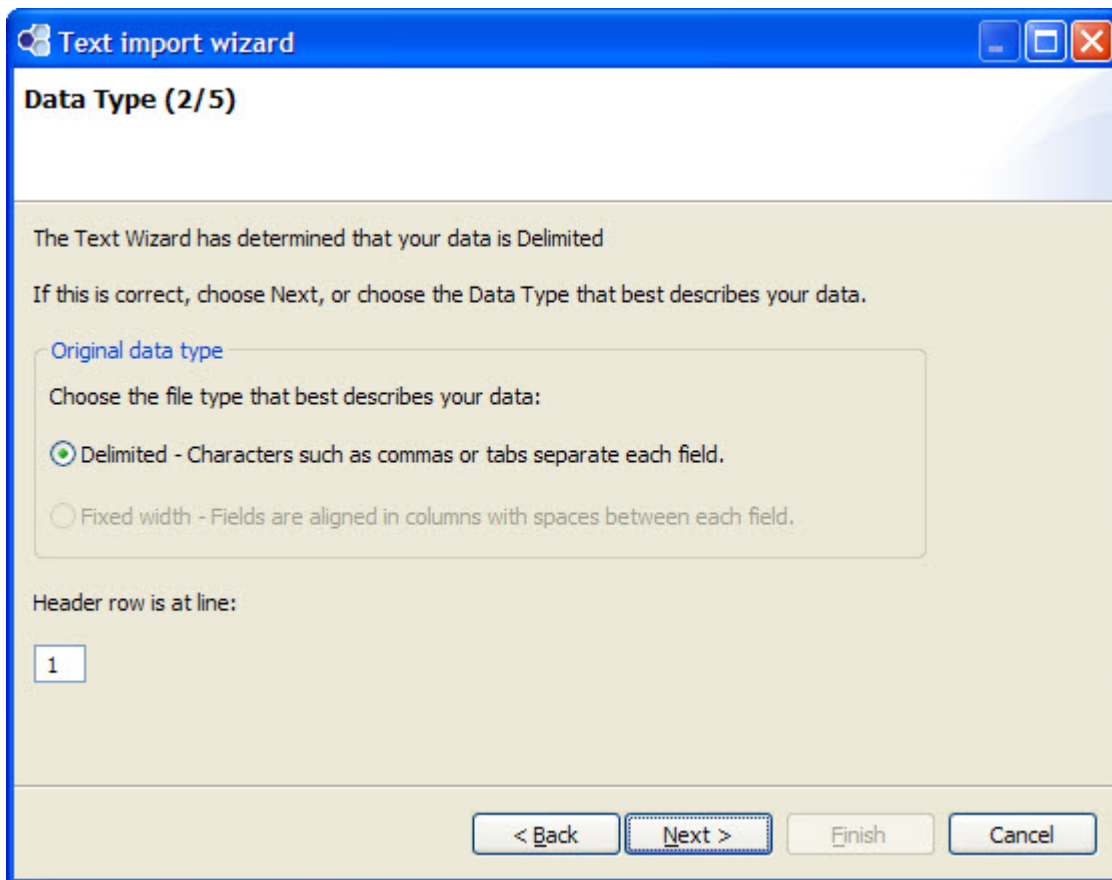 Text import wizard
Data Type (2/5)
The Text Wizard has determined that your data is Delimited
If this is correct, choose Next, or choose the Data Type that best describes your data.
Original data type
Choose the file type that best describes your data:
Delimited - Characters such as commas or tabs separate each field.
Fixed width - Fields are aligned in columns with spaces between each field.
Header row is at line:
1
< Back Next > Finish Cancel